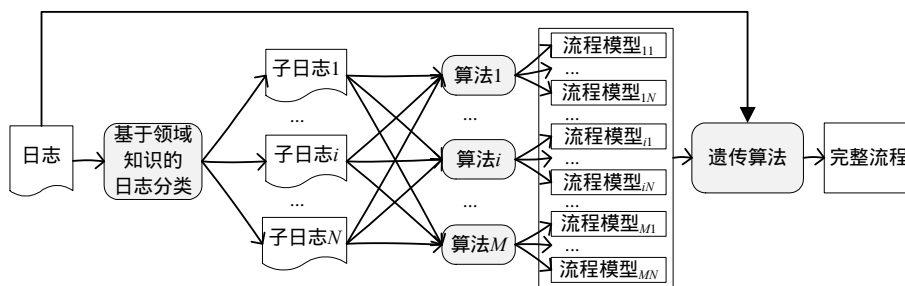 日志
基于领域
知识的
日志分类
子日志1
...
子日志i
...
子日志N
算法1
...
算法i
...
算法M
流程模型11
...
流程模型1N
流程模型i1
...
流程模型iN
流程模型M1
...
流程模型MN
遗传算法
完整流程